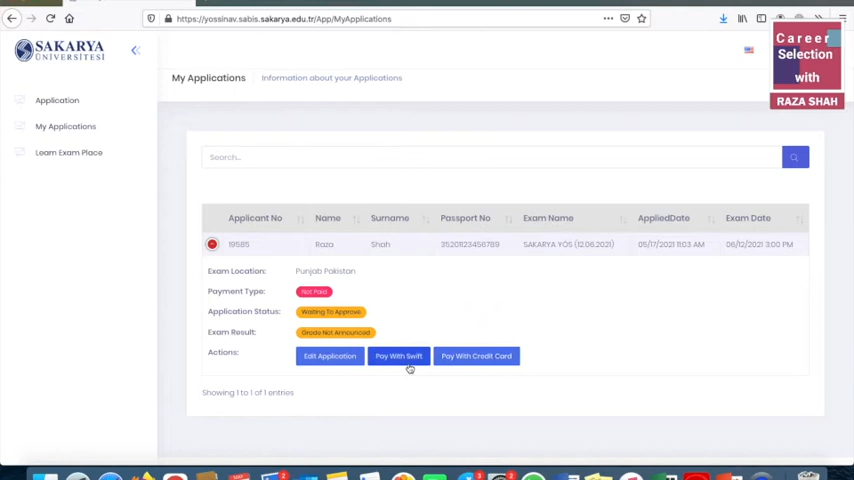 https://yossinav.sabis.sakarya.edu.tr/App/MyApplications
SAKARYA
ÜNİVERSİTESİ
Career
Selection
with
RAZA SHAH
My Applications
Information about your Applications
Application
My Applications
Learn Exam Place
Search...
Applicant No Name Surname Passport No Exam Name AppliedDate Exam Date
19585 Raza Shah 35201123456789 SAKARYA YÖS (12.06.2021) 05/17/2021 11:03 AM 06/12/2021 3:00 PM
Exam Location: Punjab Pakistan
Payment Type: Not Paid
Application Status: Waiting To Approve
Exam Result: Grade Not Announced
Actions: Edit Application Pay With Swift Pay With Credit Card
Showing 1 to 1 of 1 entries
2 3 2